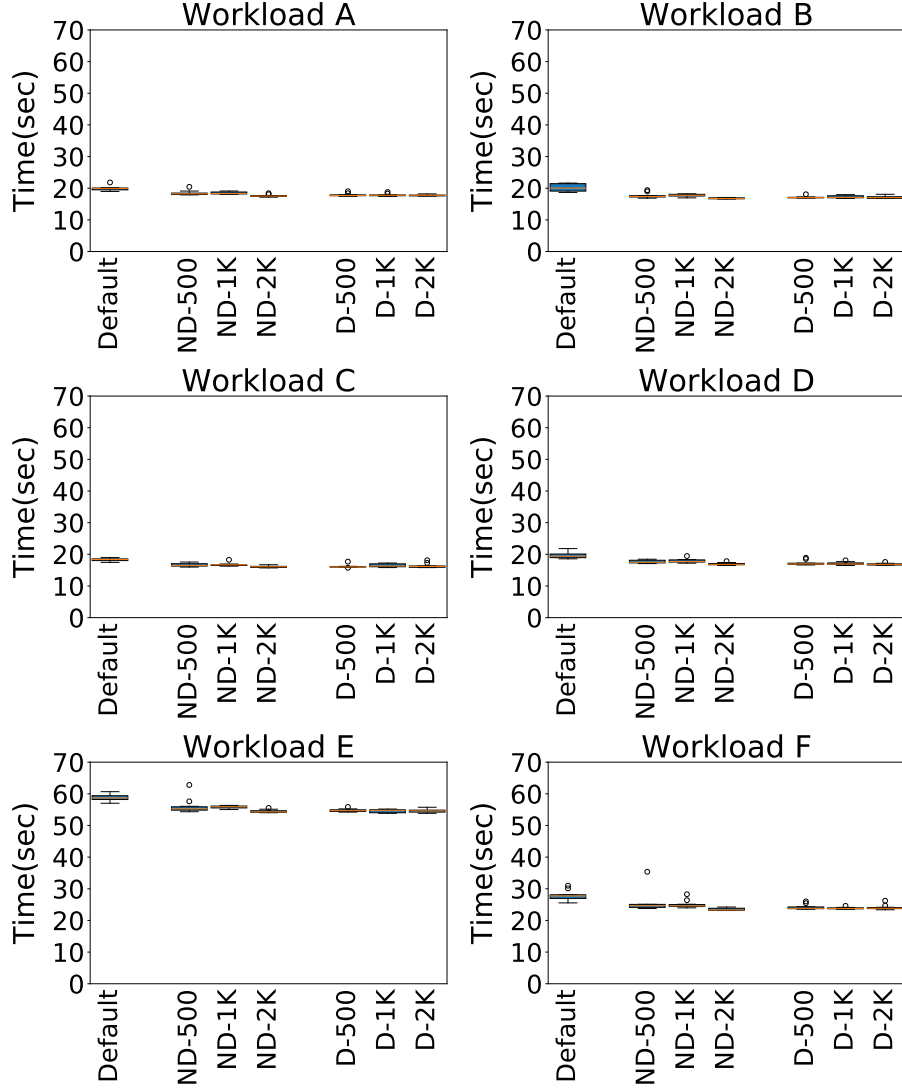 Workload A
Time(sec)
70
60
50
40
30
20
10
0
Default
ND-500
ND-1K
ND-2K
D-500
D-1K
D-2K
Workload B
Time(sec)
70
60
50
40
30
20
10
0
Default
ND-500
ND-1K
ND-2K
D-500
D-1K
D-2K
Workload C
Time(sec)
70
60
50
40
30
20
10
0
Default
ND-500
ND-1K
ND-2K
D-500
D-1K
D-2K
Workload D
Time(sec)
70
60
50
40
30
20
10
0
Default
ND-500
ND-1K
ND-2K
D-500
D-1K
D-2K
Workload E
Time(sec)
70
60
50
40
30
20
10
0
Default
ND-500
ND-1K
ND-2K
D-500
D-1K
D-2K
Workload F
Time(sec)
70
60
50
40
30
20
10
0
Default
ND-500
ND-1K
ND-2K
D-500
D-1K
D-2K